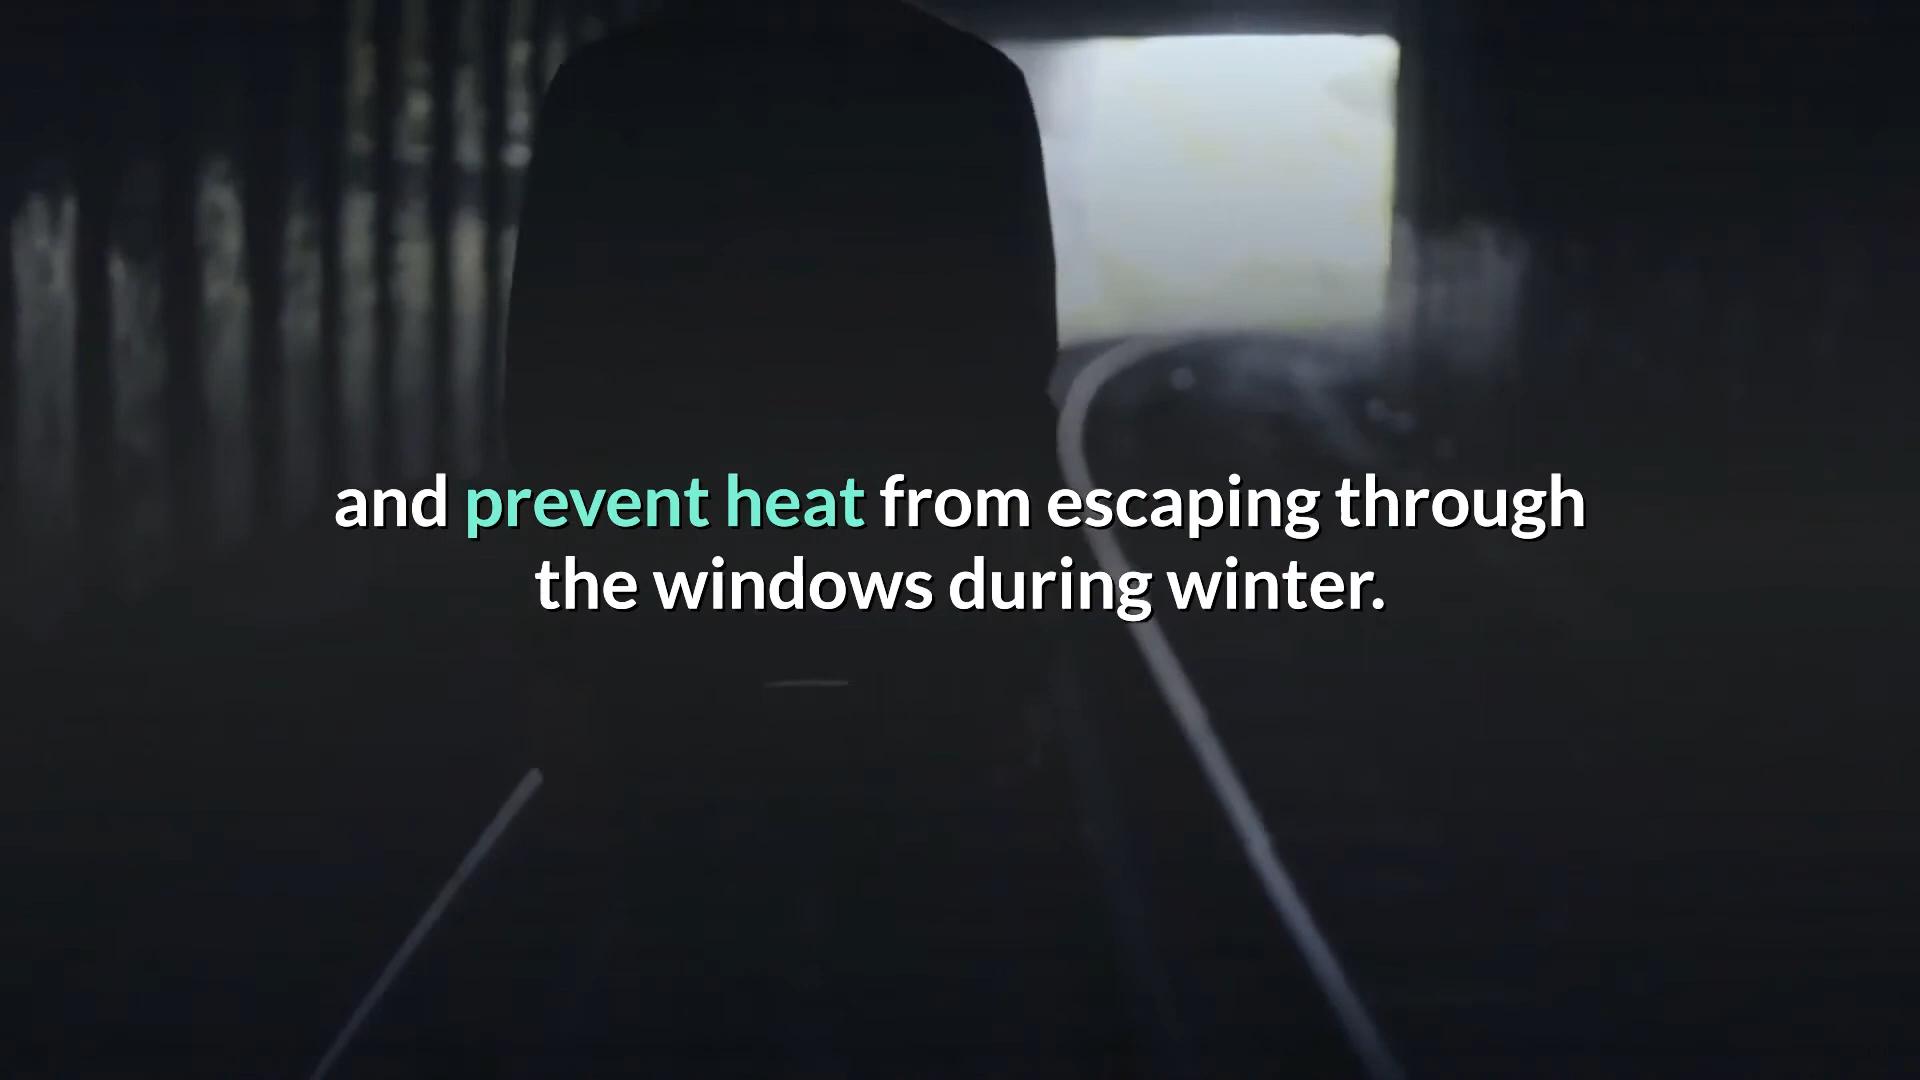 and prevent heat from escaping through
the windows during winter.